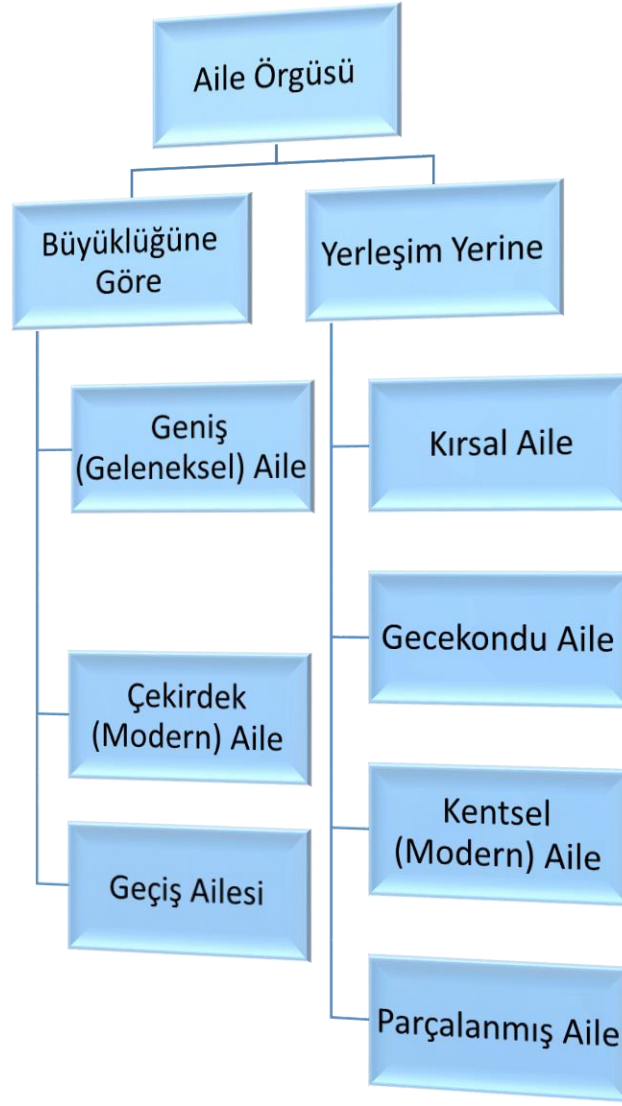 Aile Örgüsü
Büyüklüğüne
Göre
Geniş
(Geleneksel) Aile
Çekirdek
(Modern) Aile
Geçiş Ailesi
Yerleşim Yerine
Kırsal Aile
Gecekondu Aile
Kentsel
(Modern) Aile
Parçalanmış Aile